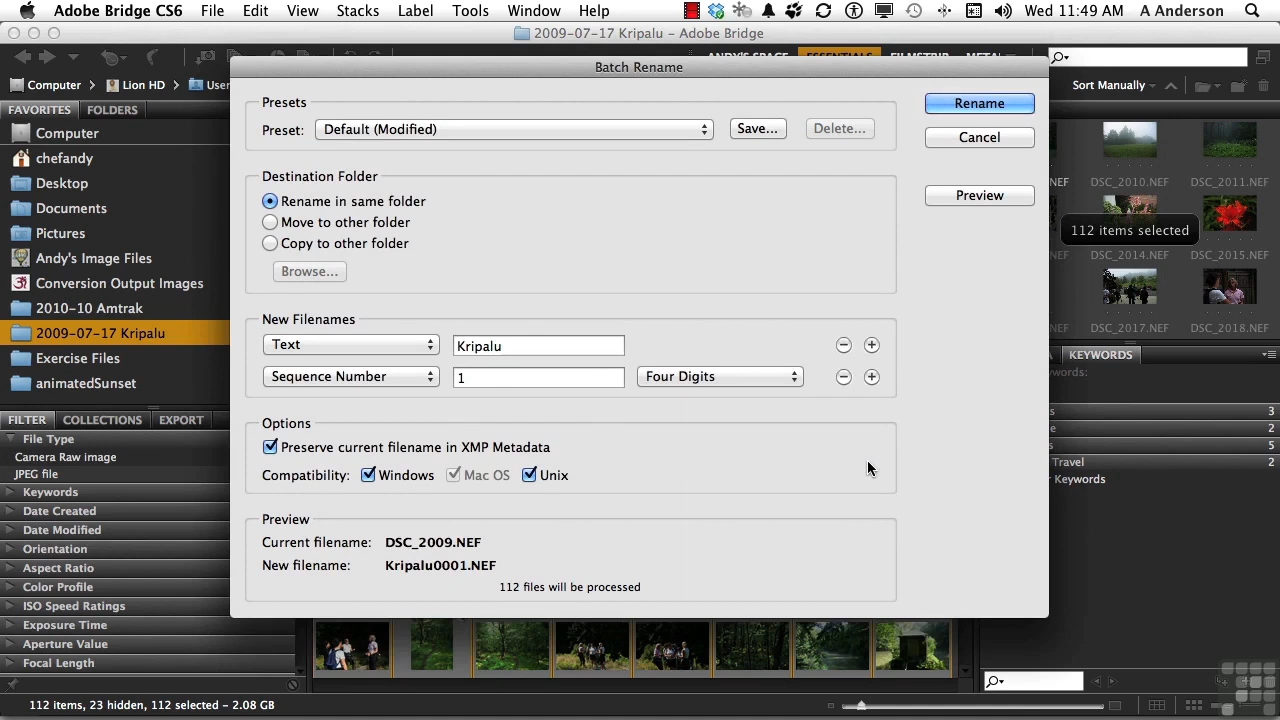 Adobe Bridge CS6 File Edit View Stacks Label Tools Window Help Wed 11:49 AM A Anderson
2009-07-17 Kripalu – Adobe Bridge
Batch Rename
Computer Lion HD User
Sort Manually
FAVORITES FOLDERS
Computer
chefandy
Desktop
Documents
Pictures
Andy's Image Files
Conversion Output Images
2010-10 Amtrak
2009-07-17 Kripalu
Exercise Files
animatedSunset
FILTER COLLECTIONS EXPORT
File Type
Camera Raw image
JPEG file
Keywords
Date Created
Date Modified
Orientation
Aspect Ratio
Color Profile
ISO Speed Ratings
Exposure Time
Aperture Value
Focal Length
Presets
Preset: Default (Modified) Save... Delete...
Destination Folder
Rename in same folder
Move to other folder
Copy to other folder
Browse...
New Filenames
Text Kripalu
Sequence Number 1 Four Digits
Options
Preserve current filename in XMP Metadata
Compatibility: Windows Mac OS Unix
Preview
Current filename: DSC_2009.NEF
New filename: Kripalu0001.NEF
112 files will be processed
Rename
Cancel
Preview
NEF DSC_2010.NEF DSC_2011.NEF
112 items selected
NEF DSC_2014.NEF DSC_2015.NEF
NEF DSC_2017.NEF DSC_2018.NEF
KEYWORDS
words:
s 3
e 2
s 5
Travel 2
r Keywords
112 items, 23 hidden, 112 selected - 2.08 GB